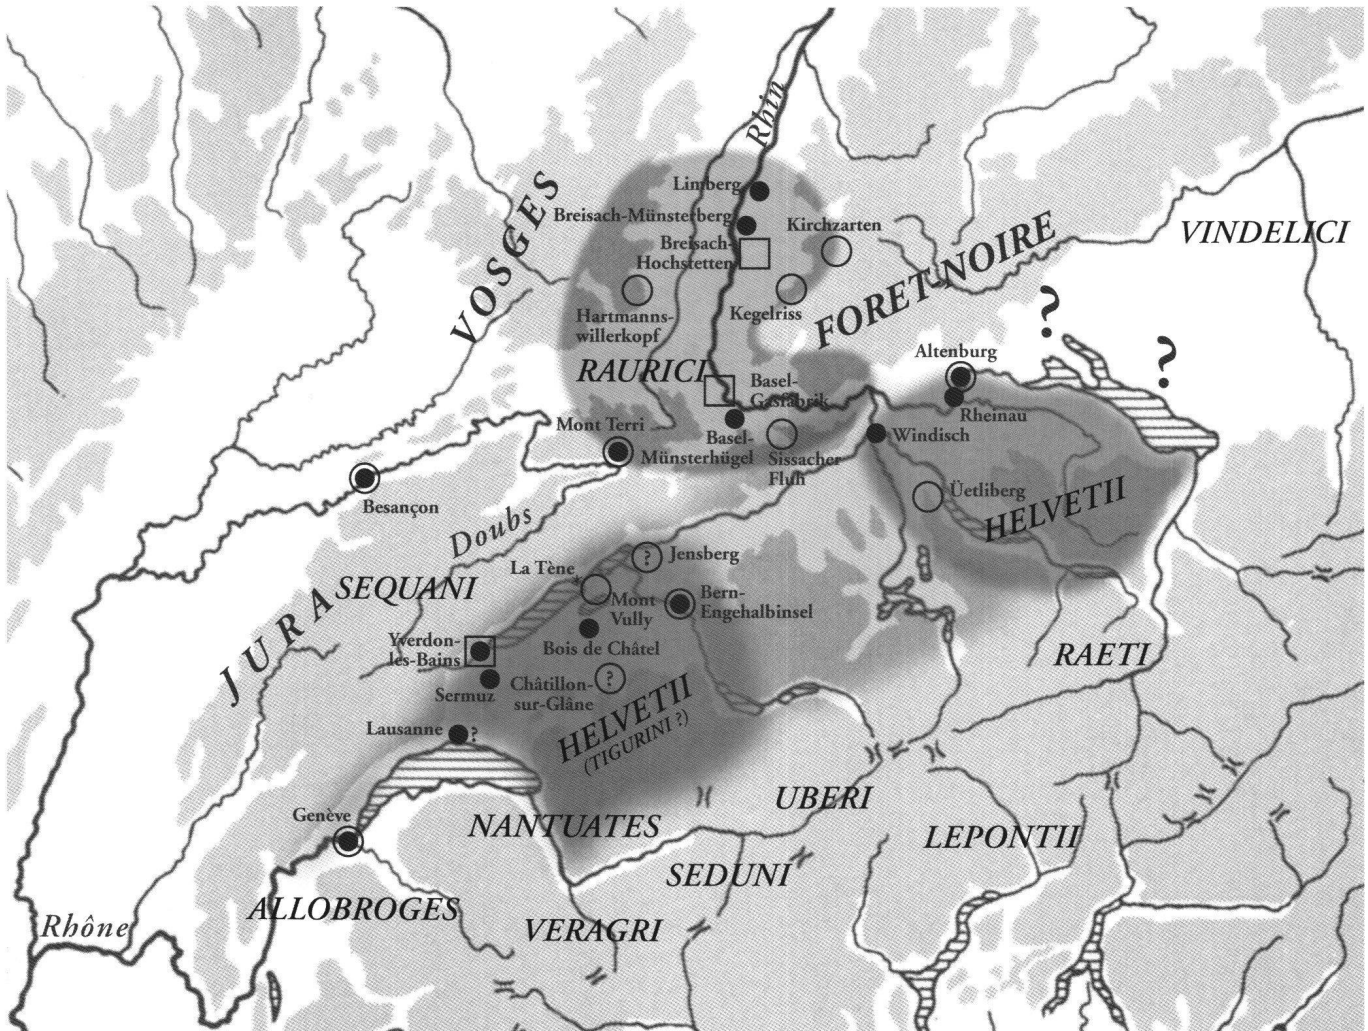 Rhin
Limberg
VOSGES
Breisach-Münsterberg
Kirchzarten
VINDELICI
Breisach-
Hochstetten
FORET-NOIRE
Hartmanns-
willerkopf
Kegelriss
?
?
Altenburg
RAURICI
Basel-
Gasfabrik
Rheinau
Mont Terri
Basel-
Münsterhügel
Windisch
Sissacher
Fluh
Besançon
Üetliberg
HELVETII
Doubs
?
Jensberg
La Tène
SEQUANI
Mont
Vully
Bern-
Engehalbinsel
JURA
Yverdon-
les-Bains
Bois de Châtel
RAETI
Sermuz
Châtillon-
sur-Glâne
?
HELVETII
(TIGURINI ?)
Lausanne
?
UBERI
Genève
NANTUATES
LEPONTII
SEDUNI
ALLOBROGES
Rhône
VERAGRI